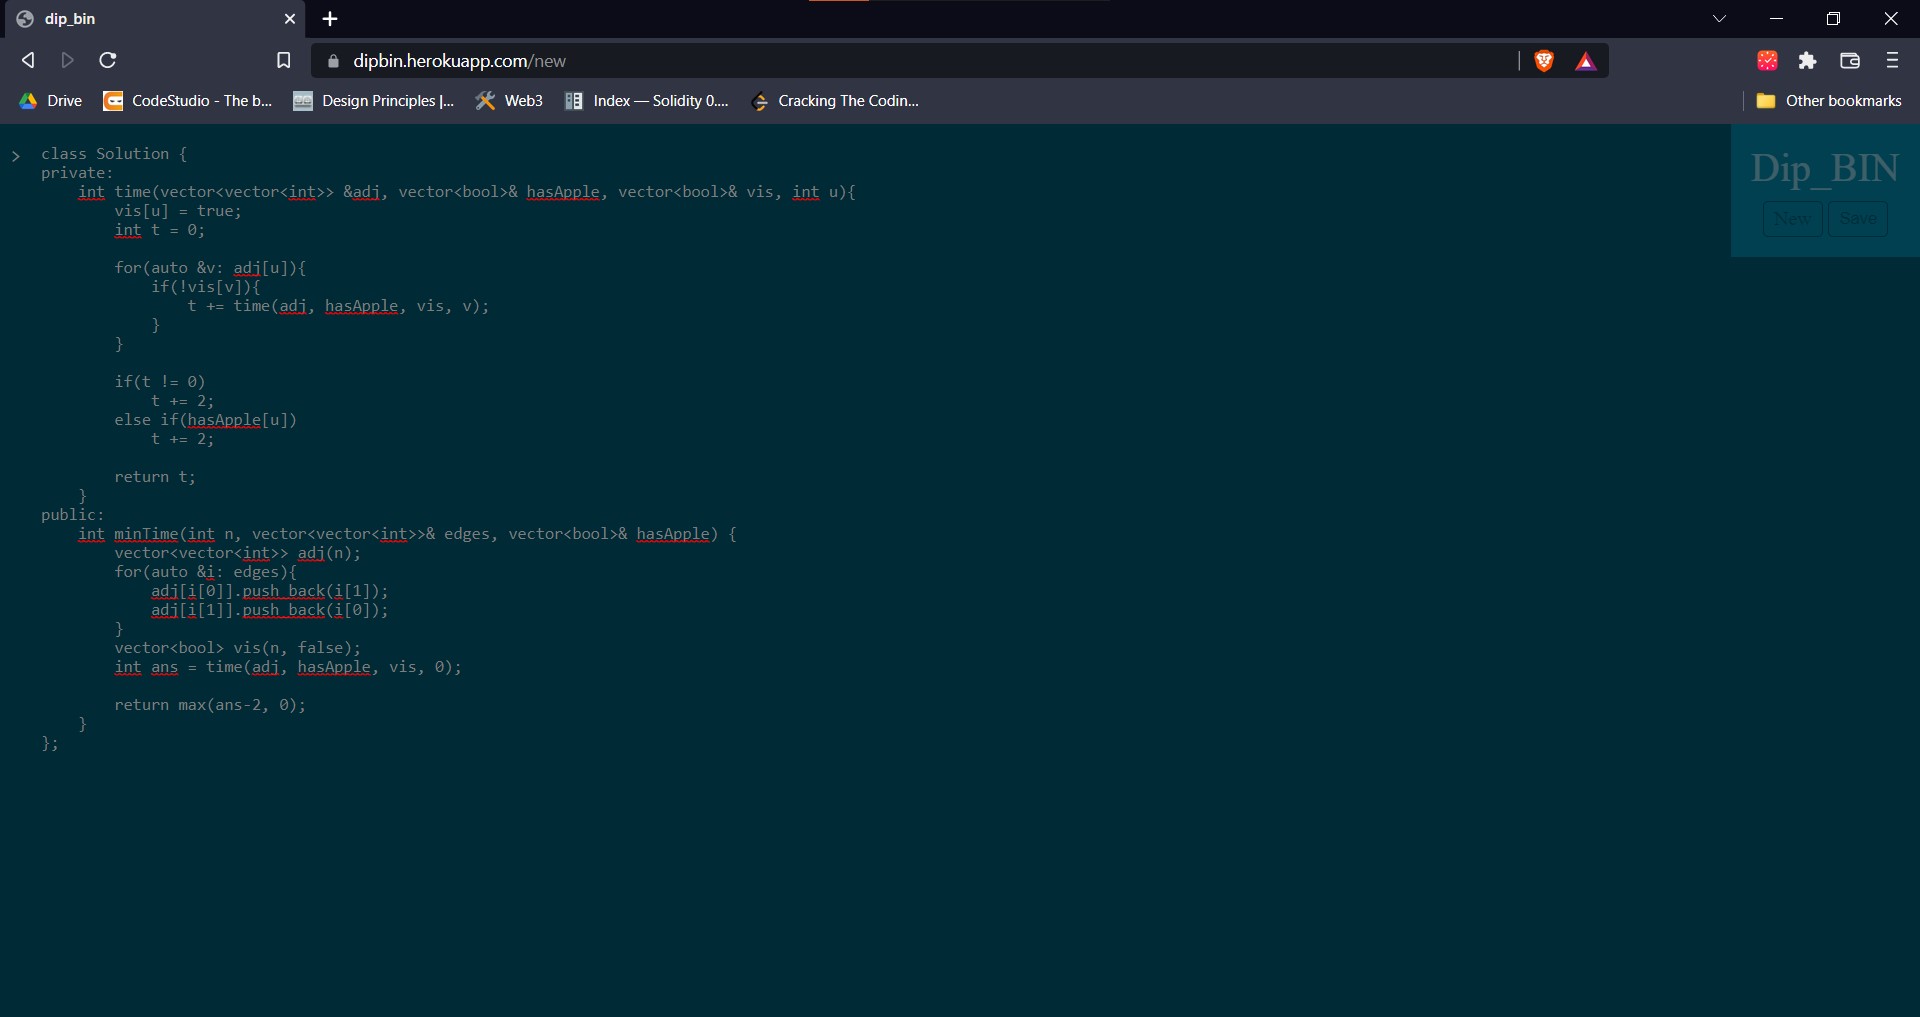 dip_bin
dipbin.herokuapp.com/new
Drive CodeStudio - The b... Design Principles |... Web3 Index — Solidity 0.... Cracking The Codin... Other bookmarks
> class Solution {
private:
    int time(vector<vector<int>> &adj, vector<bool>& hasApple, vector<bool>& vis, int u){
        vis[u] = true;
        int t = 0;

        for(auto &v: adj[u]){
            if(!vis[v]){
                t += time(adj, hasApple, vis, v);
            }
        }

        if(t != 0)
            t += 2;
        else if(hasApple[u])
            t += 2;

        return t;
    }
public:
    int minTime(int n, vector<vector<int>>& edges, vector<bool>& hasApple) {
        vector<vector<int>> adj(n);
        for(auto &i: edges){
            adj[i[0]].push_back(i[1]);
            adj[i[1]].push_back(i[0]);
        }
        vector<bool> vis(n, false);
        int ans = time(adj, hasApple, vis, 0);

        return max(ans-2, 0);
    }
};
Dip_BIN
New Save